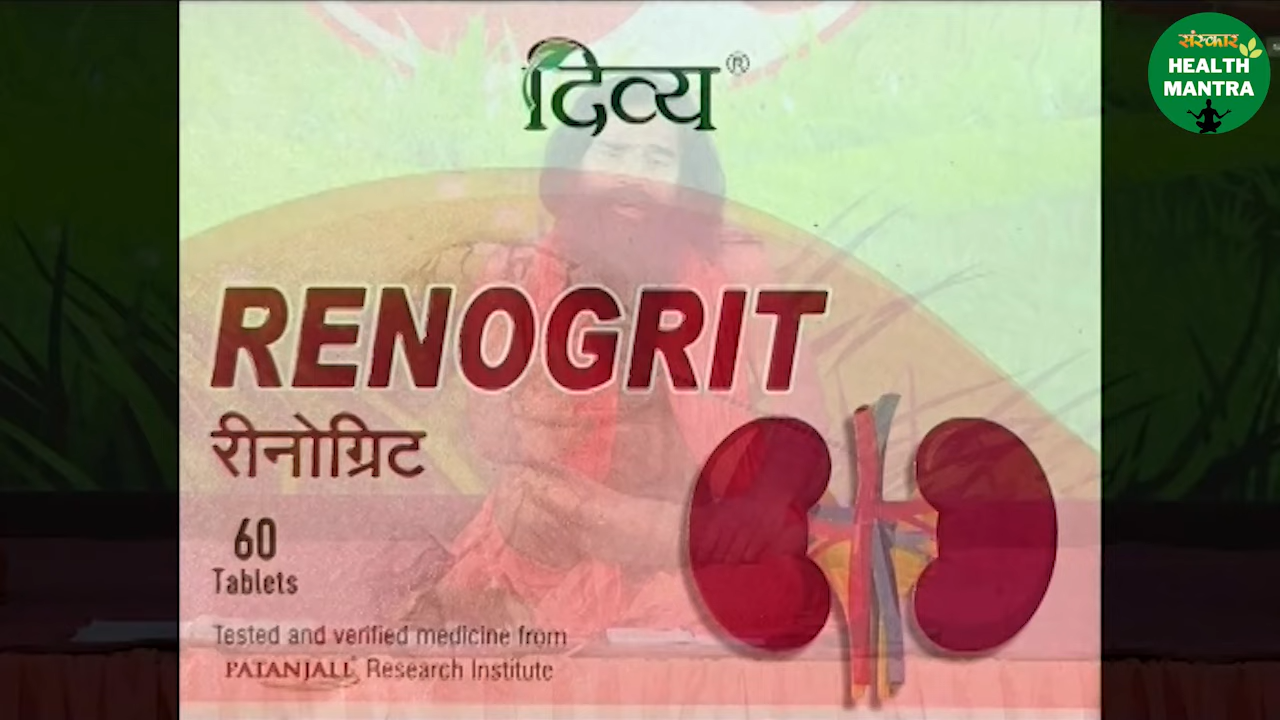 संस्कार
HEALTH
MANTRA
दिव्य®
RENOGRIT
रीनोग्रिट
60
Tablets
Tested and verified medicine from
PATANJALI® Research Institute